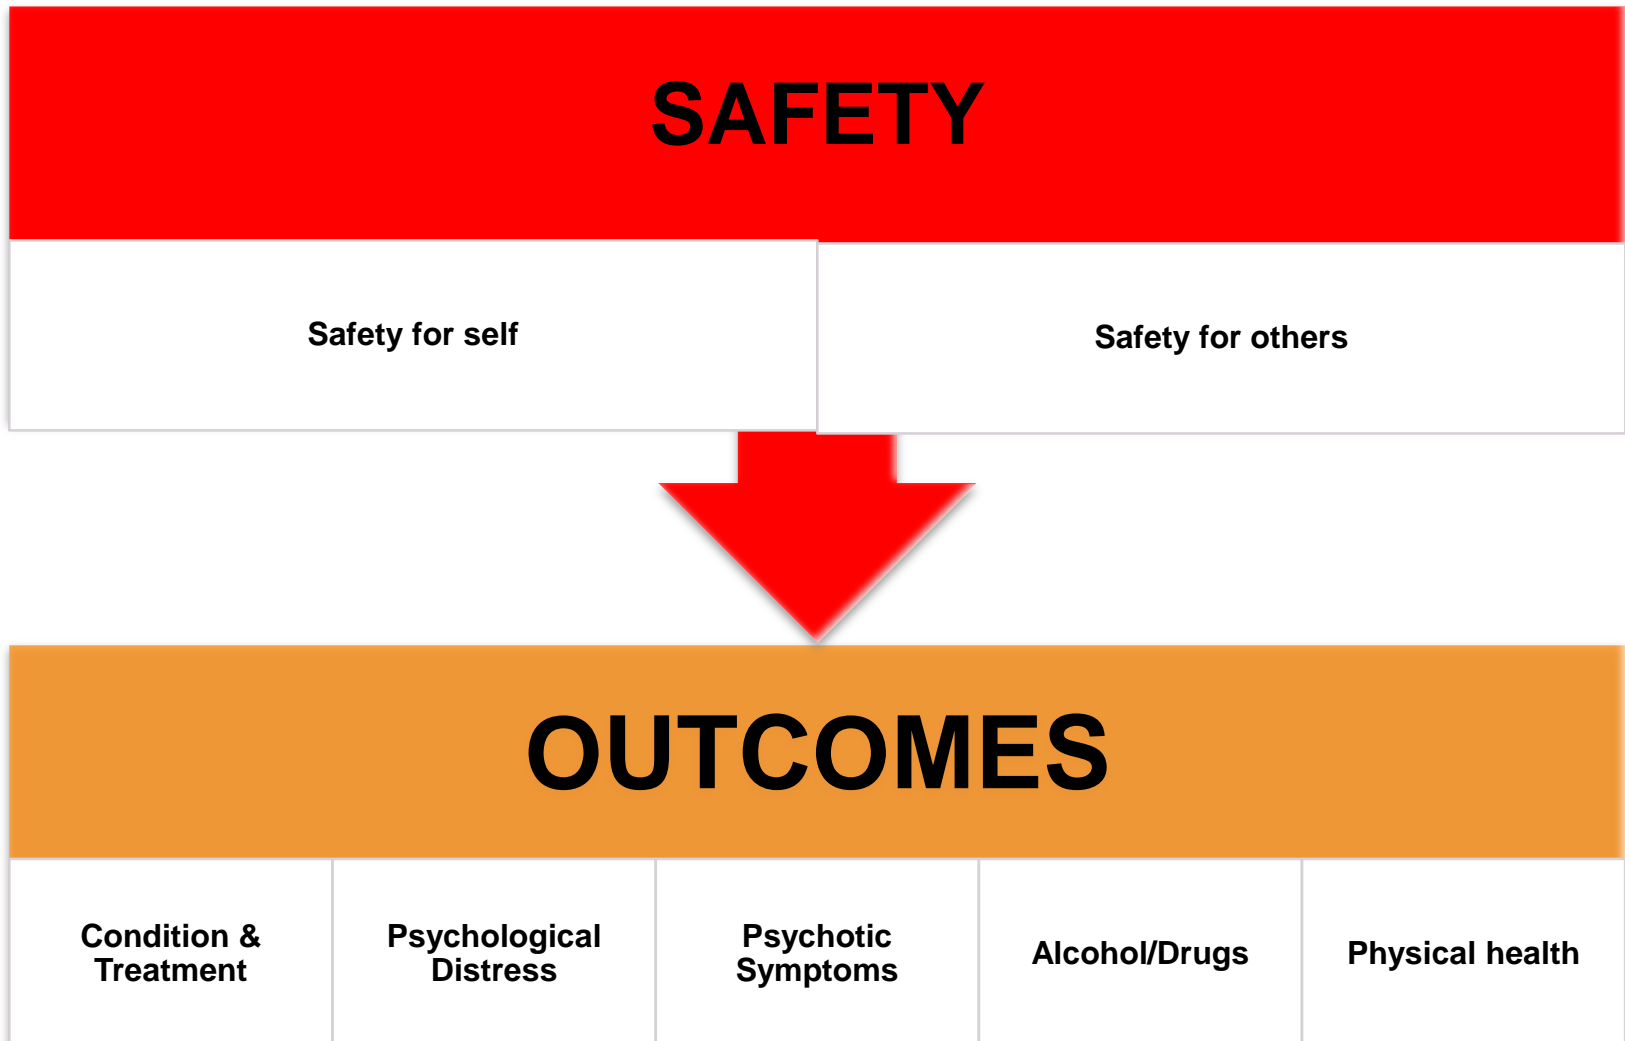 SAFETY
Safety for self
Safety for others
OUTCOMES
Condition &
Treatment
Psychological
Distress
Psychotic
Symptoms
Alcohol/Drugs
Physical health